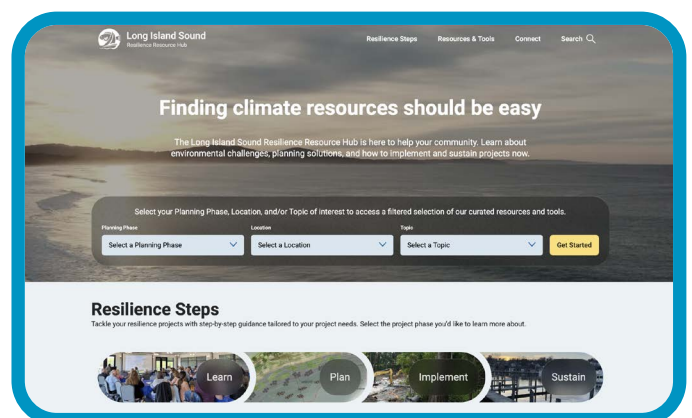 Long Island Sound
Resilience Resource Hub
Resilience Steps
Resources & Tools
Connect
Search
Finding climate resources should be easy
The Long Island Sound Resilience Resource Hub is here to help your community. Learn about
environmental challenges, planning solutions, and how to implement and sustain projects now.
Select your Planning Phase, Location, and/or Topic of interest to access a filtered selection of our curated resources and tools.
Planning Phase
Location
Topic
Select a Planning Phase
Select a Location
Select a Topic
Get Started
Resilience Steps
Tackle your resilience projects with step-by-step guidance tailored to your project needs. Select the project phase you'd like to learn more about.
Learn
Plan
Implement
Sustain